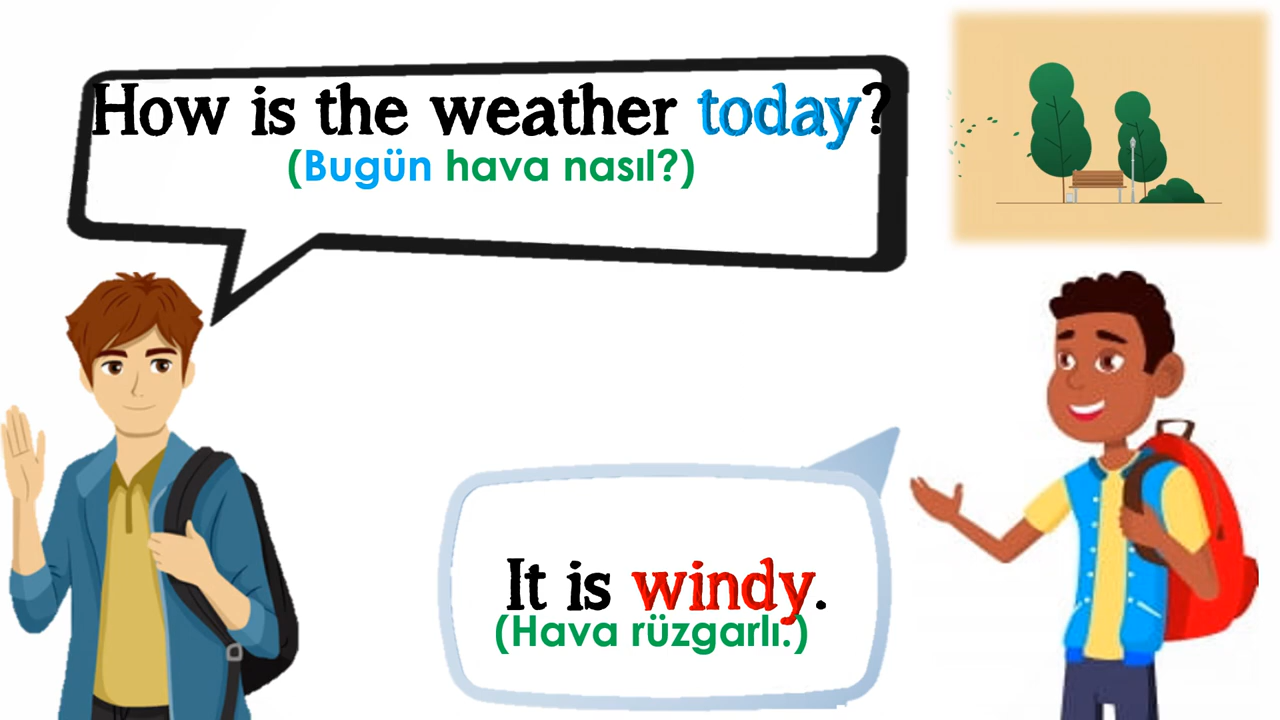 How is the weather today?
(Bugün hava nasıl?)
It is windy.
(Hava rüzgarlı.)